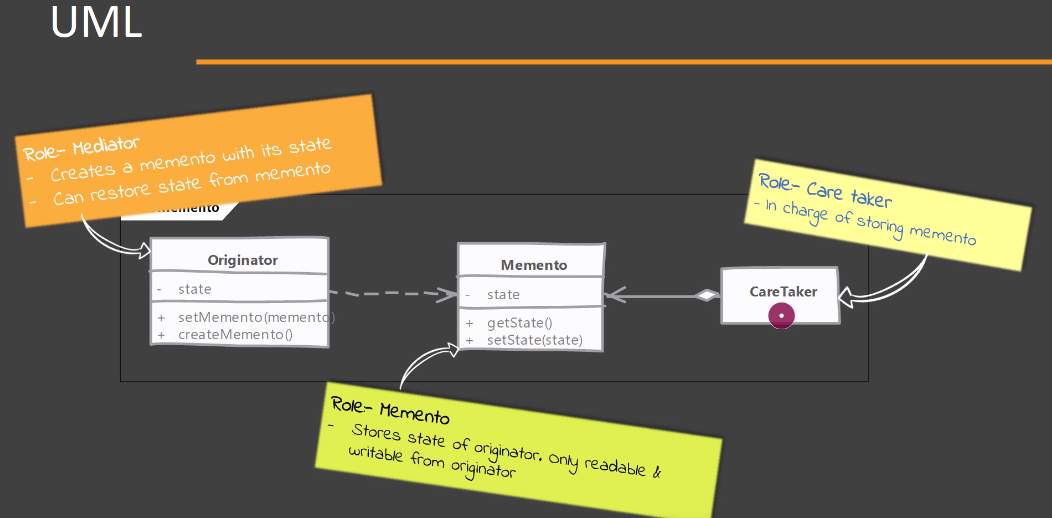 UML
Role:- Mediator
- Creates a memento with its state
- Can restore state from memento
Memento
Role:- Care taker
- In charge of storing memento
Originator
- state
+ setMemento(memento)
+ createMemento()
Memento
- state
+ getState()
+ setState(state)
CareTaker
Role:- Memento
- Stores state of originator. Only readable &
writable from originator